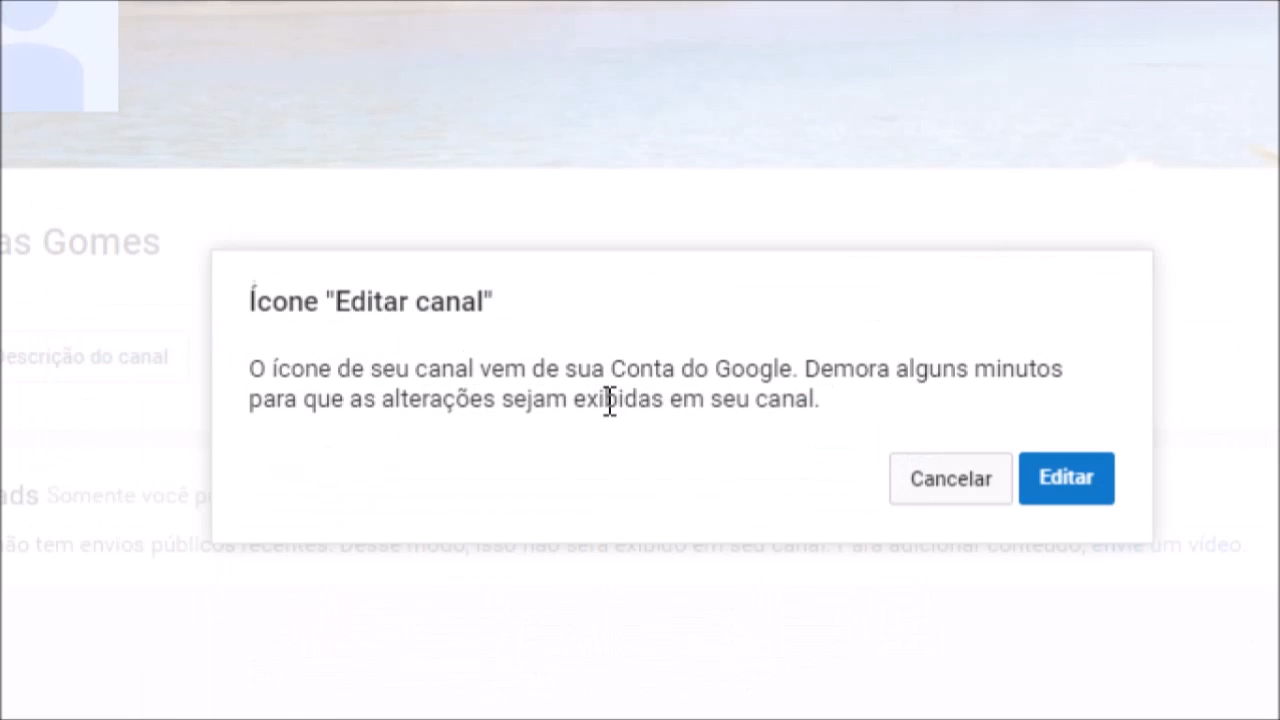 as Gomes
Ícone "Editar canal"
Descrição do canal
O ícone de seu canal vem de sua Conta do Google. Demora alguns minutos
para que as alterações sejam exibidas em seu canal.
Cancelar
Editar
ads Somente você
ão tem envios públicos recentes. Desse modo, isso não será exibido em seu canal. Para adicionar conteúdo, envie um vídeo.